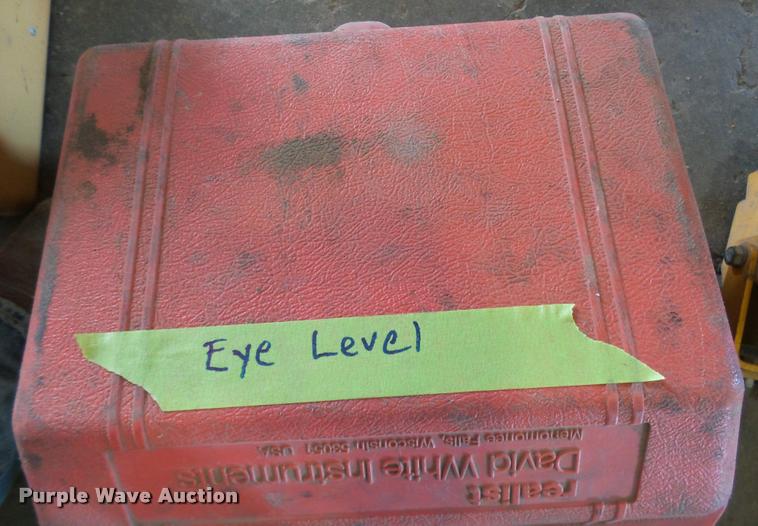 Eye Level
realist
David White Instruments
Menomonee Falls, Wisconsin 53051
USA
Purple Wave Auction